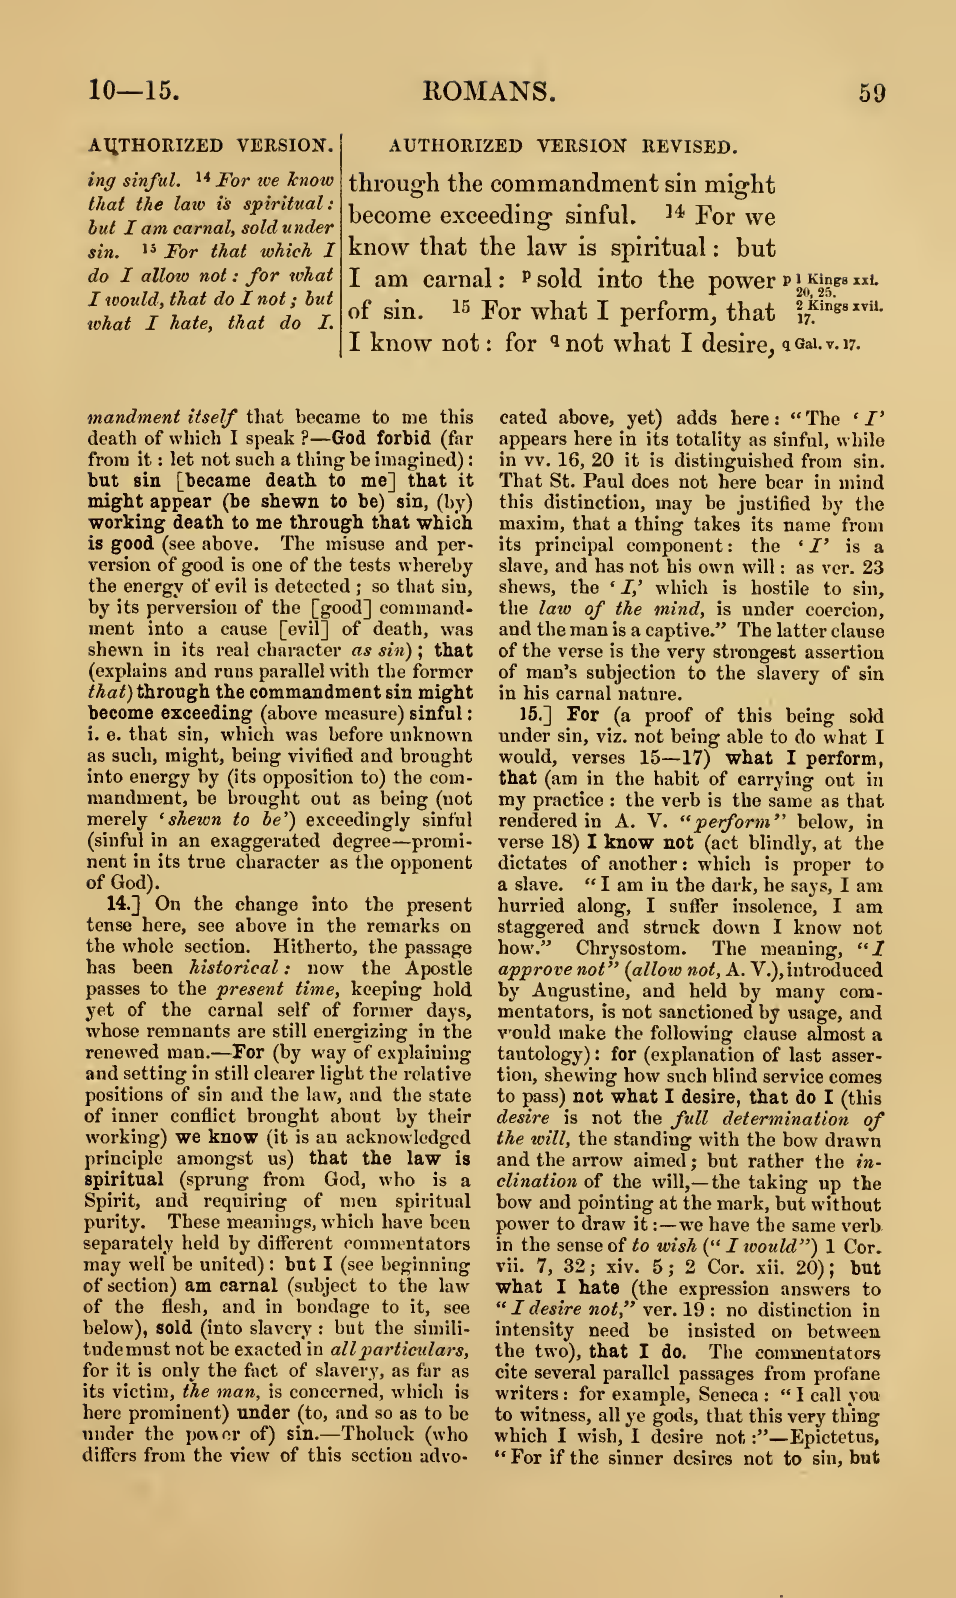 10—15.
ROMANS.
59
AUTHORIZED VERSION.
ing sinful. 14 For we know
that the law is spiritual:
but I am carnal, sold under
sin. 15 For that which I
do I allow not: for what
I would, that do I not; but
what I hate, that do I.
AUTHORIZED VERSION REVISED.
through the commandment sin might
become exceeding sinful. 14 For we
know that the law is spiritual: but
I am carnal: p sold into the power
of sin. 15 For what I perform, that
I know not: for q not what I desire,
p 1 Kings xxi.
20, 25.
2 Kings xvii.
17.
q Gal. v. 17.
mandment itself that became to me this
death of which I speak?—God forbid (far
from it: let not such a thing be imagined):
but sin [became death to me] that it
might appear (be shewn to be) sin, (by)
working death to me through that which
is good (see above. The misuse and per-
version of good is one of the tests whereby
the energy of evil is detected; so that sin,
by its perversion of the [good] command-
ment into a cause [evil] of death, was
shewn in its real character as sin); that
(explains and runs parallel with the former
that) through the commandment sin might
become exceeding (above measure) sinful:
i. e. that sin, which was before unknown
as such, might, being vivified and brought
into energy by (its opposition to) the com-
mandment, be brought out as being (not
merely 'shewn to be') exceedingly sinful
(sinful in an exaggerated degree—promi-
nent in its true character as the opponent
of God).
14.] On the change into the present
tense here, see above in the remarks on
the whole section. Hitherto, the passage
has been historical: now the Apostle
passes to the present time, keeping hold
yet of the carnal self of former days,
whose remnants are still energizing in the
renewed man.—For (by way of explaining
and setting in still clearer light the relative
positions of sin and the law, and the state
of inner conflict brought about by their
working) we know (it is an acknowledged
principle amongst us) that the law is
spiritual (sprung from God, who is a
Spirit, and requiring of men spiritual
purity. These meanings, which have been
separately held by different commentators
may well be united): but I (see beginning
of section) am carnal (subject to the law
of the flesh, and in bondage to it, see
below), sold (into slavery: but the simili-
tude must not be exacted in all particulars,
for it is only the fact of slavery, as far as
its victim, the man, is concerned, which is
here prominent) under (to, and so as to be
under the power of) sin.—Tholuck (who
differs from the view of this section advo-
cated above, yet) adds here: "The 'I'
appears here in its totality as sinful, while
in vv. 16, 20 it is distinguished from sin.
That St. Paul does not here bear in mind
this distinction, may be justified by the
maxim, that a thing takes its name from
its principal component: the 'I' is a
slave, and has not his own will: as ver. 23
shews, the 'I,' which is hostile to sin,
the law of the mind, is under coercion,
and the man is a captive." The latter clause
of the verse is the very strongest assertion
of man's subjection to the slavery of sin
in his carnal nature.
15.] For (a proof of this being sold
under sin, viz. not being able to do what I
would, verses 15—17) what I perform,
that (am in the habit of carrying out in
my practice: the verb is the same as that
rendered in A. V. "perform" below, in
verse 18) I know not (act blindly, at the
dictates of another: which is proper to
a slave. "I am in the dark, he says, I am
hurried along, I suffer insolence, I am
staggered and struck down I know not
how." Chrysostom. The meaning, "I
approve not" (allow not, A. V.), introduced
by Augustine, and held by many com-
mentators, is not sanctioned by usage, and
would make the following clause almost a
tautology): for (explanation of last asser-
tion, shewing how such blind service comes
to pass) not what I desire, that do I (this
desire is not the full determination of
the will, the standing with the bow drawn
and the arrow aimed; but rather the in-
clination of the will,—the taking up the
bow and pointing at the mark, but without
power to draw it:—we have the same verb
in the sense of to wish ("I would") 1 Cor.
vii. 7, 32; xiv. 5; 2 Cor. xii. 20); but
what I hate (the expression answers to
"I desire not," ver. 19: no distinction in
intensity need be insisted on between
the two), that I do. The commentators
cite several parallel passages from profane
writers: for example, Seneca: "I call you
to witness, all ye gods, that this very thing
which I wish, I desire not:"—Epictetus,
"For if the sinner desires not to sin, but